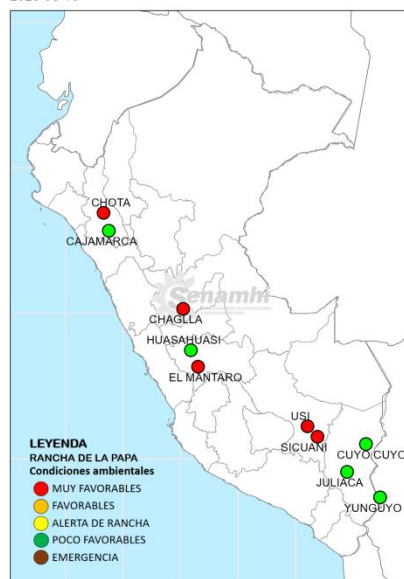 CHOTA
CAJAMARCA
Senamhi
CHAGLLA
HUASAHUASI
EL MANTARO
USI
SICUANI
CUYO CUYO
JULIACA
YUNGUYO
LEYENDA
RANCHA DE LA PAPA
Condiciones ambientales
MUY FAVORABLES
FAVORABLES
ALERTA DE RANCHA
POCO FAVORABLES
EMERGENCIA